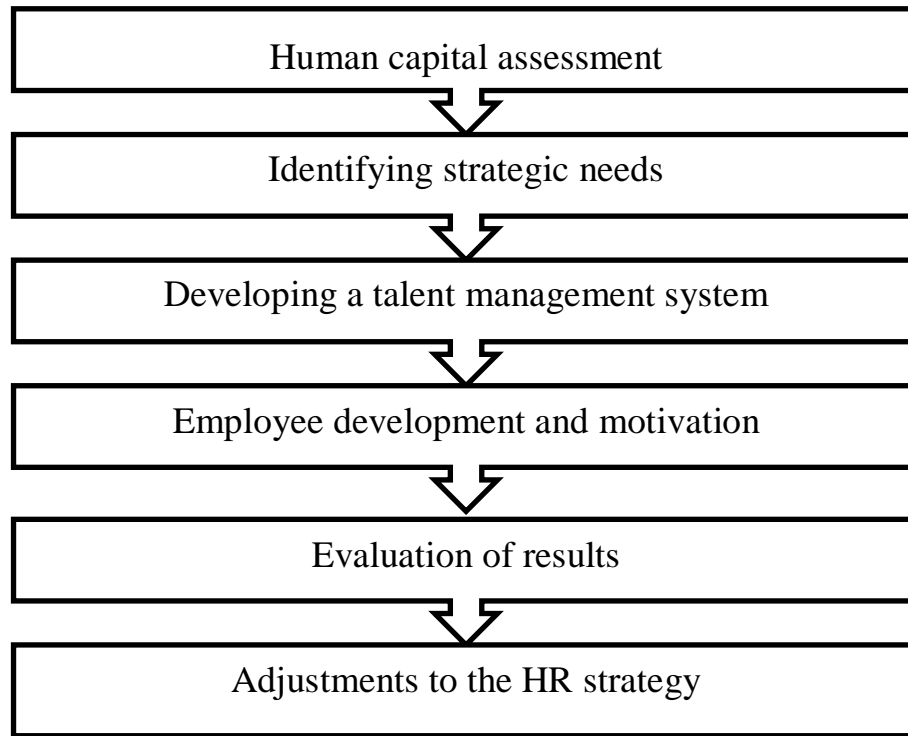 Human capital assessment
Identifying strategic needs
Developing a talent management system
Employee development and motivation
Evaluation of results
Adjustments to the HR strategy